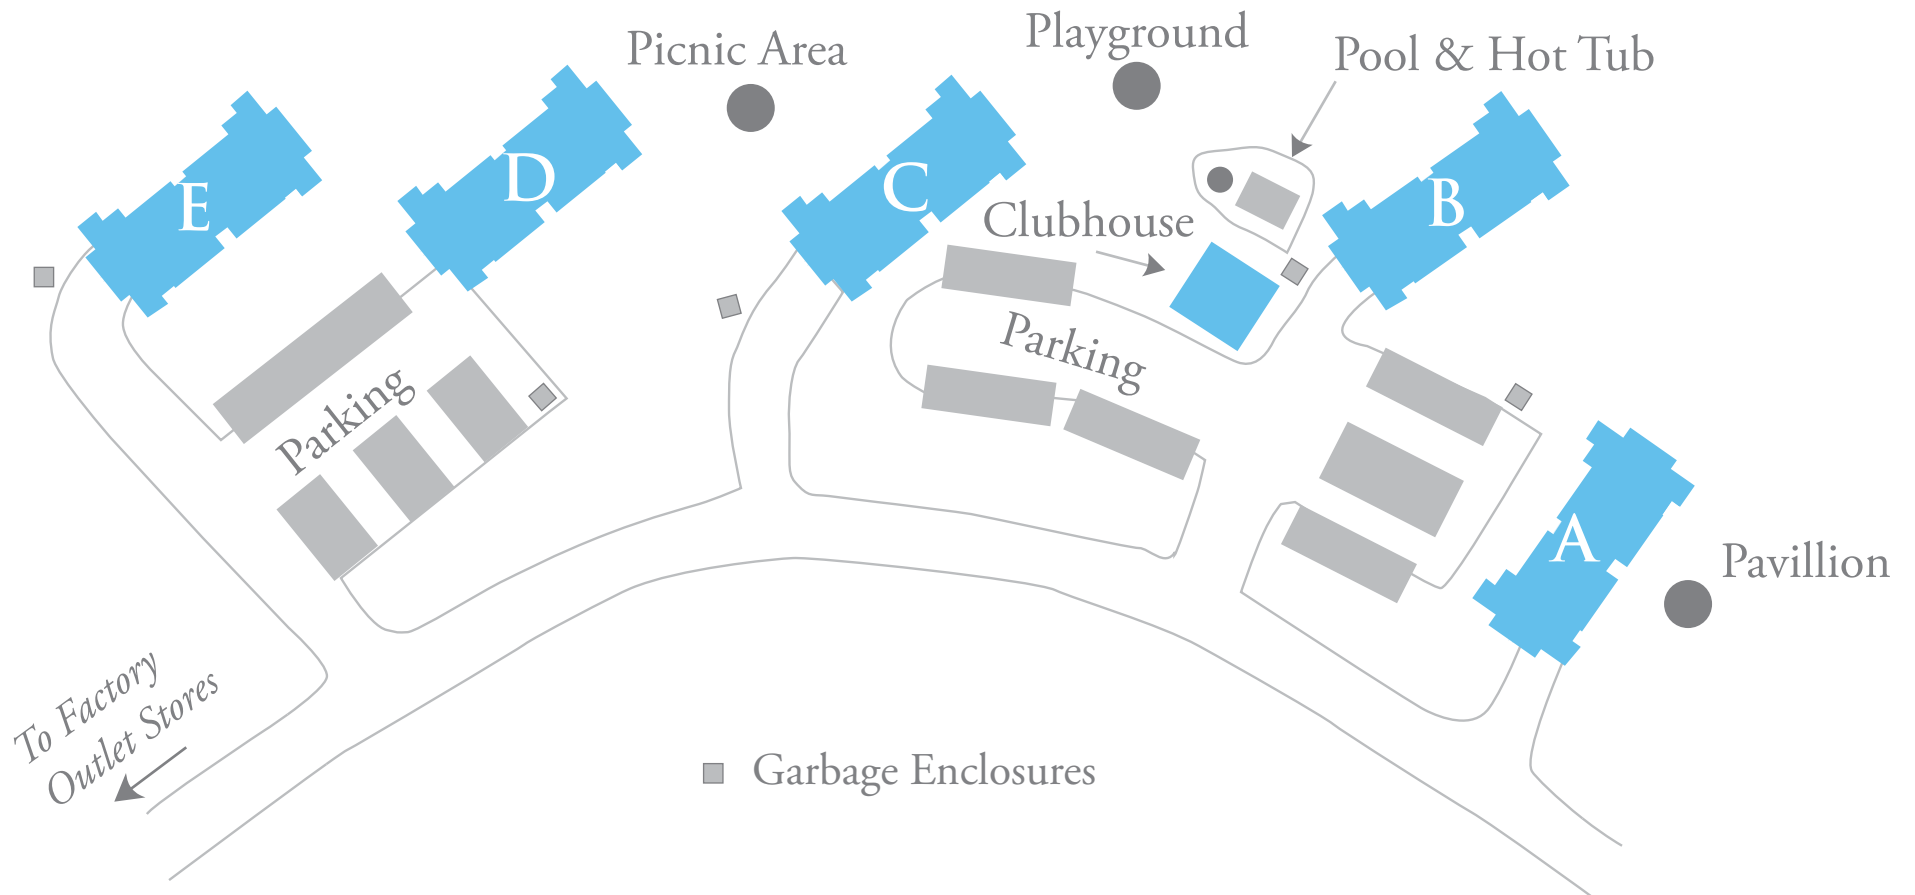 Playground
Picnic Area
Pool & Hot Tub
E
D
C
B
Clubhouse
Parking
Parking
A
Pavillion
To Factory
Outlet Stores
Garbage Enclosures